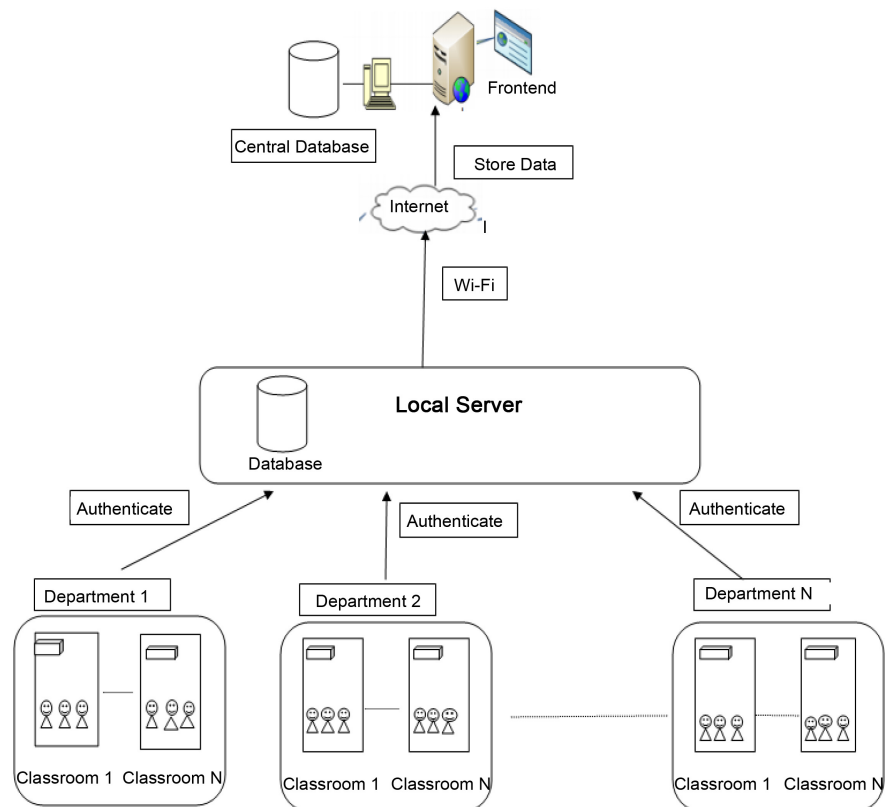 Frontend
Central Database
Store Data
Internet
Wi-Fi
Local Server
Database
Authenticate
Authenticate
Authenticate
Department 1
Department 2
Department N
Classroom 1 Classroom N
Classroom 1 Classroom N
Classroom 1 Classroom N